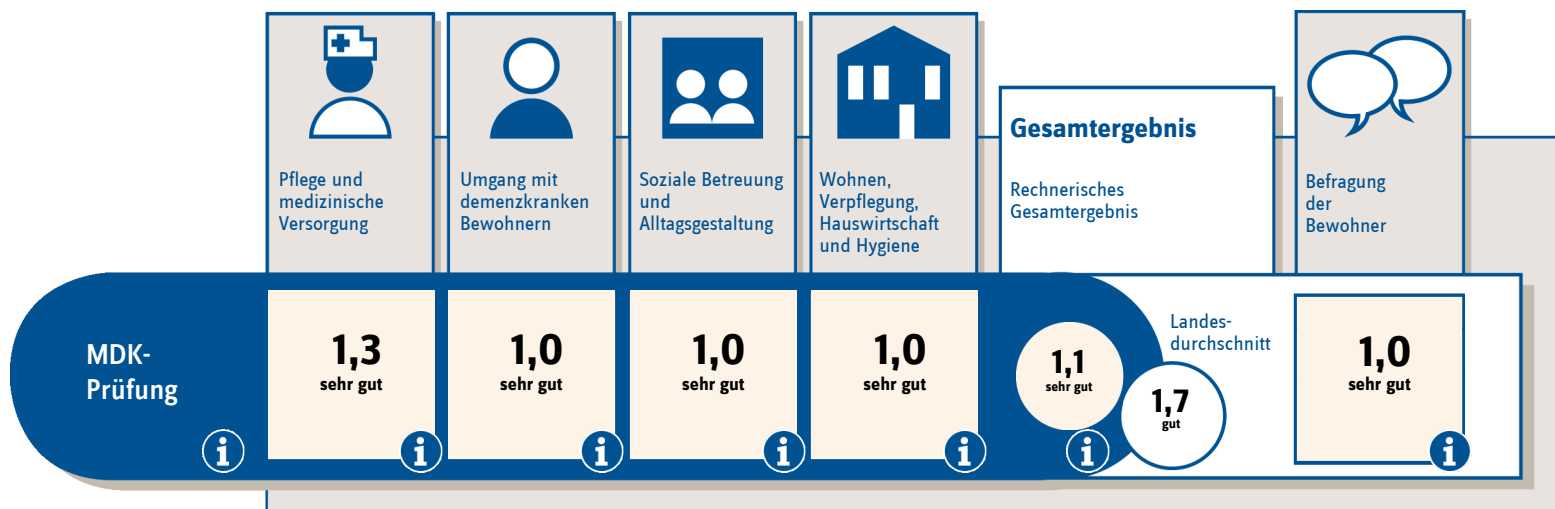 Pflege und
medizinische
Versorgung
Umgang mit
demenzkranken
Bewohnern
Soziale Betreuung
und
Alltagsgestaltung
Wohnen,
Verpflegung,
Hauswirtschaft
und Hygiene
Gesamtergebnis
Rechnerisches
Gesamtergebnis
Befragung
der
Bewohner
MDK-
Prüfung
i
1,3
sehr gut
i
1,0
sehr gut
i
1,0
sehr gut
i
1,0
sehr gut
i
1,1
sehr gut
i
Landes-
durchschnitt
1,7
gut
1,0
sehr gut
i